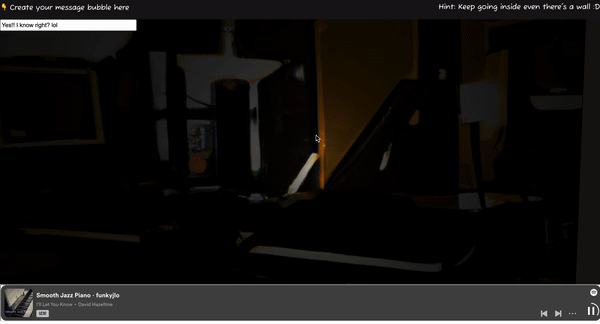 👇 Create your message bubble here
Hint: Keep going inside even there's a wall :D
Yes!! I know right? lol
Smooth Jazz Piano · funkyjio
I'll Let You Know • David Hazeltine